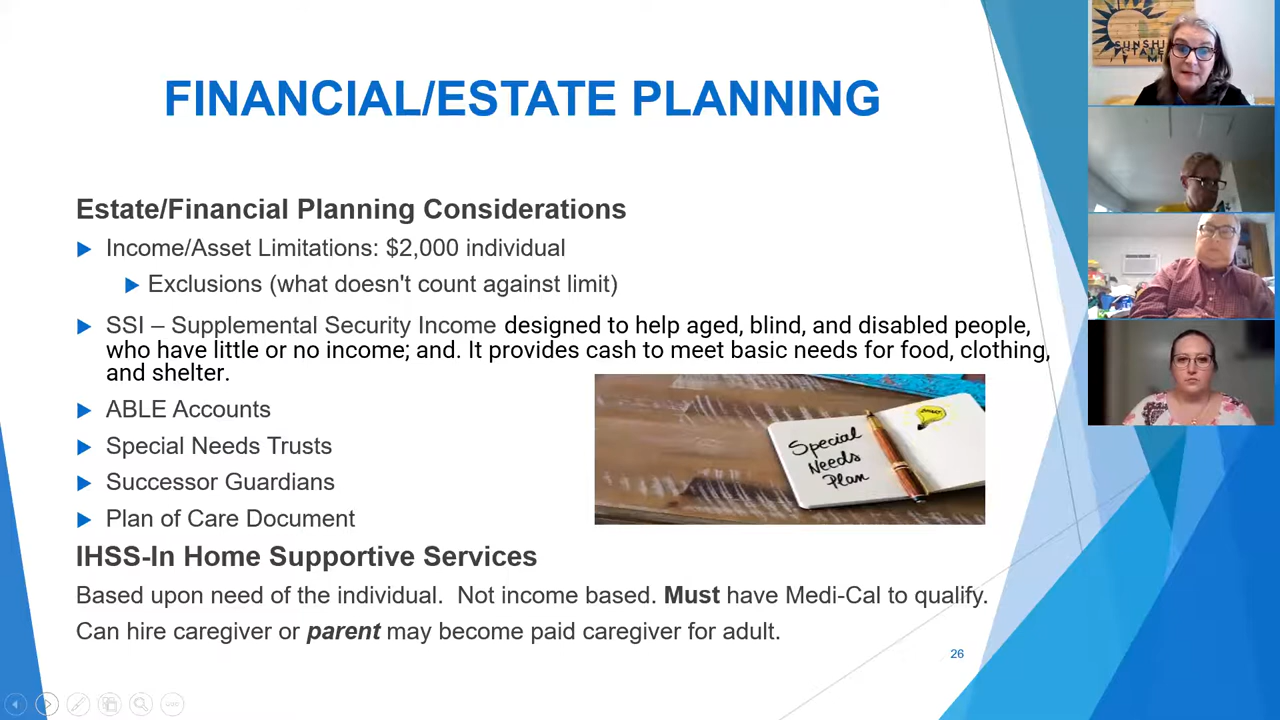 FINANCIAL/ESTATE PLANNING
Estate/Financial Planning Considerations
Income/Asset Limitations: $2,000 individual
Exclusions (what doesn't count against limit)
SSI – Supplemental Security Income designed to help aged, blind, and disabled people,
who have little or no income; and. It provides cash to meet basic needs for food, clothing,
and shelter.
ABLE Accounts
Special Needs Trusts
Successor Guardians
Plan of Care Document
Special
Needs
Plan
IHSS-In Home Supportive Services
Based upon need of the individual.  Not income based. Must have Medi-Cal to qualify.
Can hire caregiver or parent may become paid caregiver for adult.
26